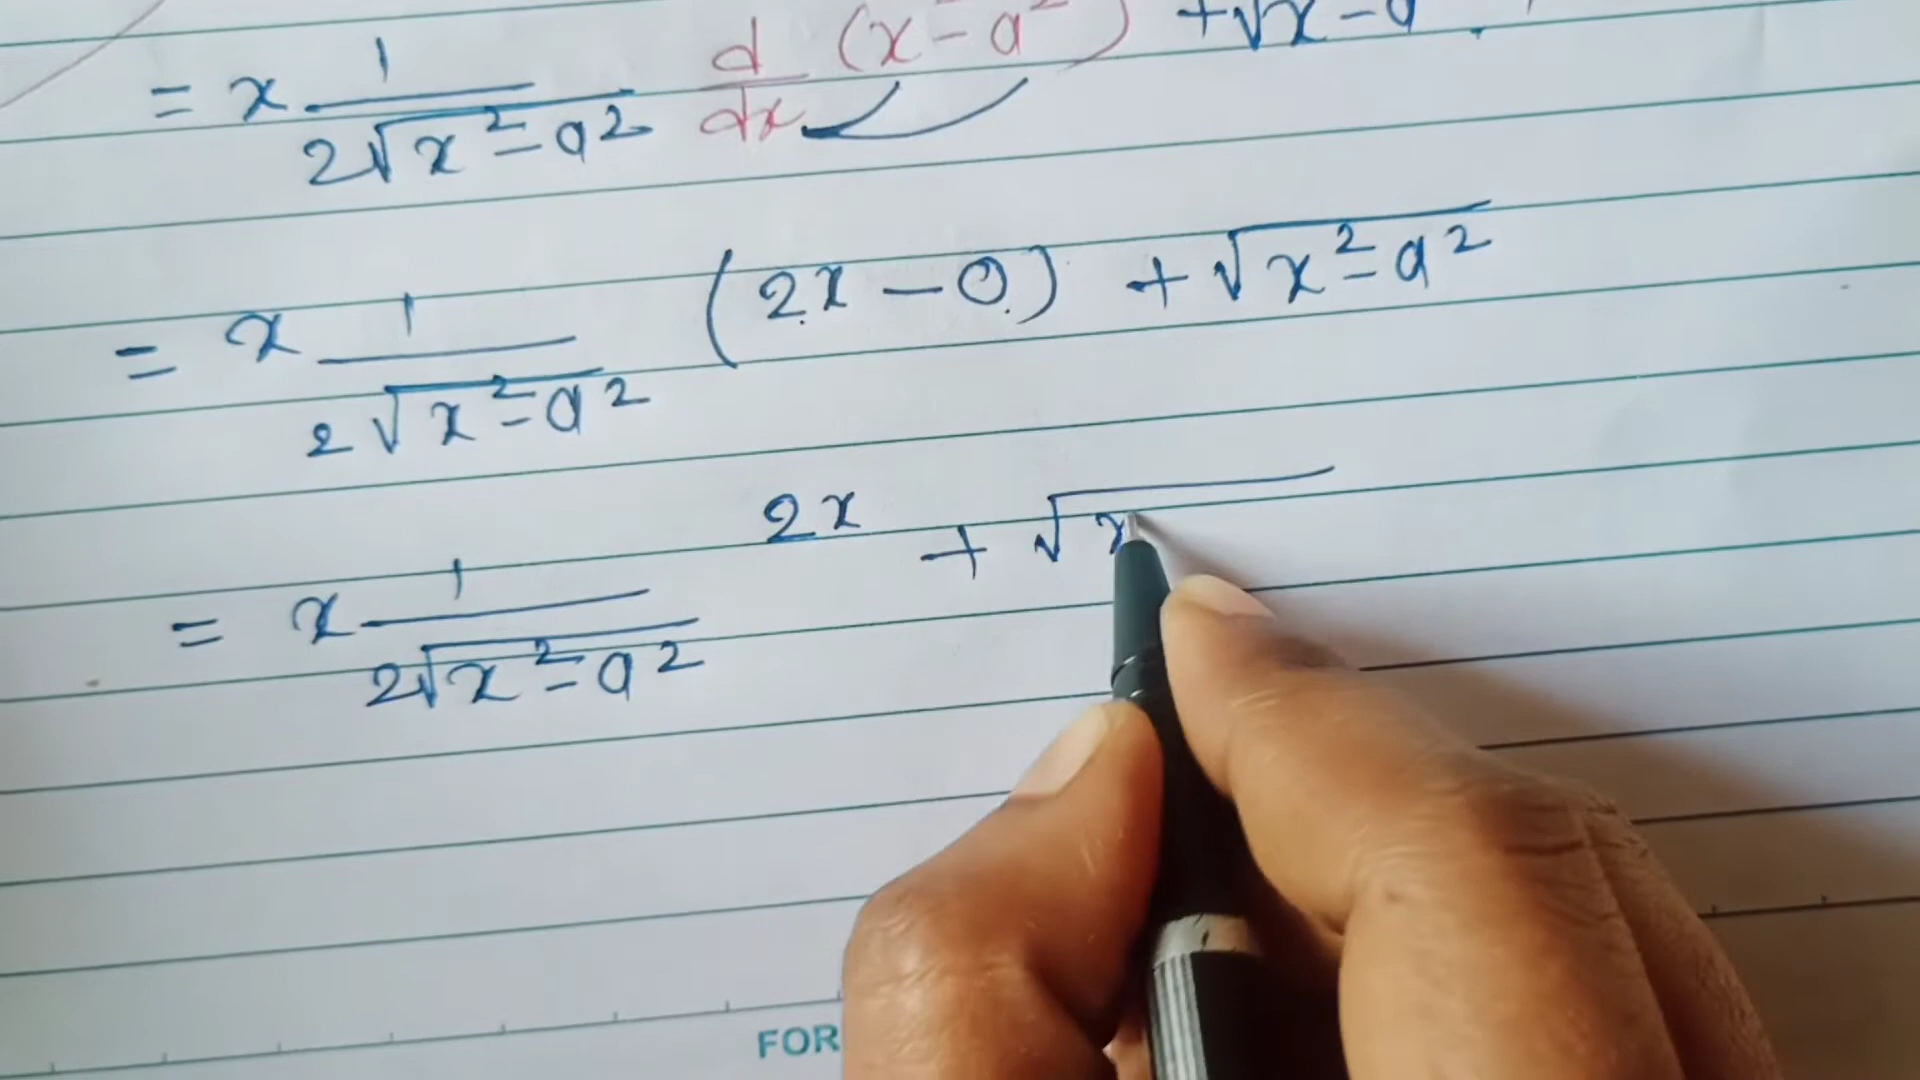 = x 1/(2√(x²-a²)) d/dx (x²-a²) + √x²-a²
= x 1/(2√(x²-a²)) (2x - 0) + √(x²-a²)
= x 1/(2√(x²-a²)) 2x + √x
FOR